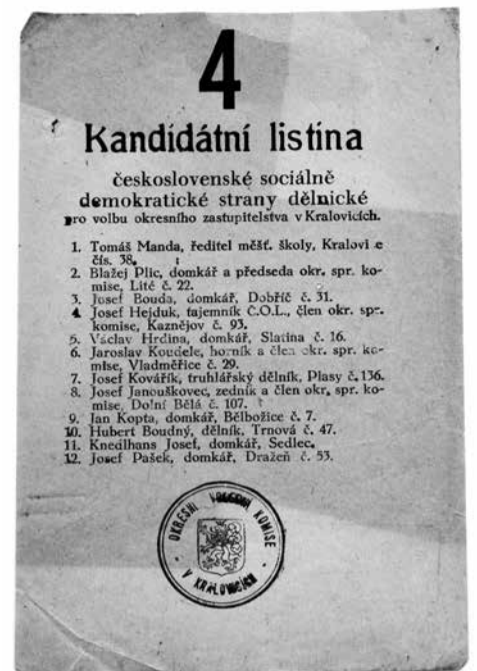 4
Kandidátní listina
československé sociálně
demokratické strany dělnické
pro volbu okresního zastupitelstva v Kralovicích.
1. Tomáš Manda, ředitel měšť. školy, Kralovi e
čís. 38.
2. Blažej Plic, domkář a předseda okr. spr. ko-
mise, Lité č. 22.
3. Josef Bouda, domkář, Dobříč č. 31.
4. Josef Hejduk, tajemník Č.O.L., člen okr. spr.
komise, Kaznějov č. 93.
5. Václav Hrdina, domkář, Slatina č. 16.
6. Jaroslav Koudele, horník a člen okr. spr. ko-
mise, Vladměřice č. 29.
7. Josef Kovářík, truhlářský dělník, Plasy č. 136.
8. Josef Janouškovec, zedník a člen okr. spr. ko-
mise, Dolní Bělá č. 107.
9. Jan Kopta, domkář, Bělbožice č. 7.
10. Hubert Boudný, dělník, Trnová č. 47.
11. Knedlhans Josef, domkář, Sedlec.
12. Josef Pašek, domkář, Dražeň č. 53.
OKRESNÍ VOLEBNÍ KOMISE
V KRALOVICÍCH